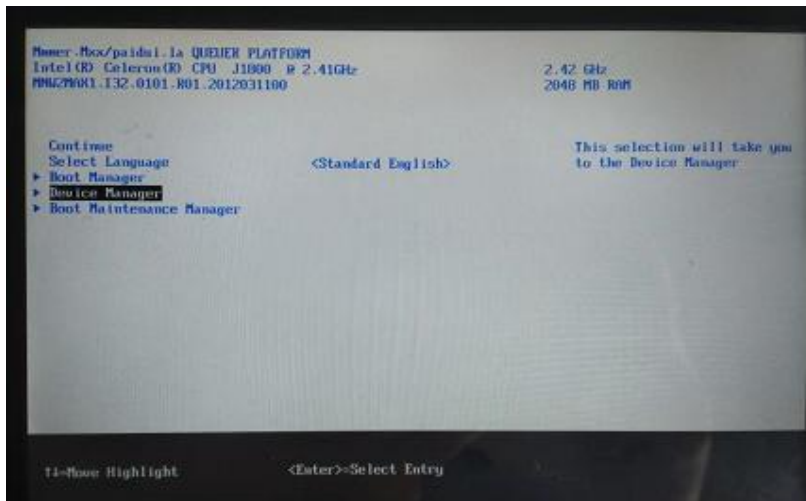 QUEUER PLATFORM
Intel(R) Celeron(R) CPU J1800 @ 2.41GHz 2.42 GHz
2048 MB RAM
Continue
Select Language <Standard English> This selection will take you
▶ Boot Manager to the Device Manager
▶ Device Manager
▶ Boot Maintenance Manager
↑↓=Move Highlight <Enter>=Select Entry